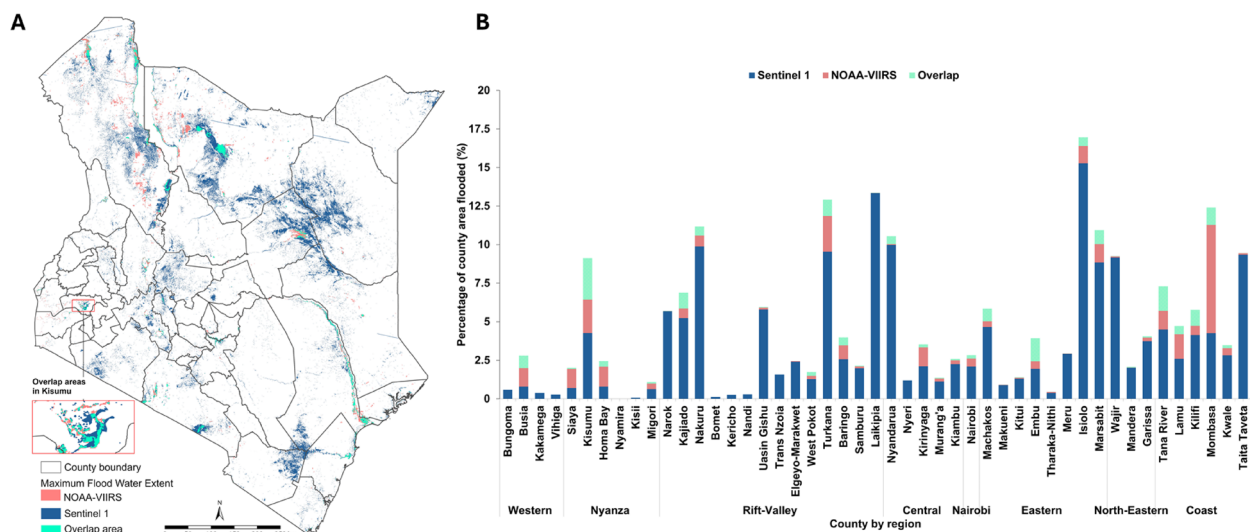 A
Overlap areas
in Kisumu
County boundary
Maximum Flood Water Extent
NOAA-VIIRS
Sentinel 1
Overlap area
N
B
Sentinel 1 NOAA-VIIRS Overlap
Percentage of county area flooded (%)
20
17.5
15
12.5
10
7.5
5
2.5
0
Bungoma
Busia
Kakamega
Vihiga
Siaya
Kisumu
Homa Bay
Nyamira
Kisii
Migori
Narok
Kajiado
Nakuru
Bomet
Kericho
Nandi
Uasin Gishu
Trans Nzoia
Elgeyo-Marakwet
West Pokot
Turkana
Baringo
Samburu
Laikipia
Nyandarua
Nyeri
Kirinyaga
Murang'a
Kiambu
Nairobi
Machakos
Makueni
Kitui
Embu
Tharaka-Nithi
Meru
Isiolo
Marsabit
Wajir
Mandera
Garissa
Tana River
Lamu
Kilifi
Mombasa
Kwale
Taita Taveta
Western Nyanza Rift-Valley Central Nairobi Eastern North-Eastern Coast
County by region